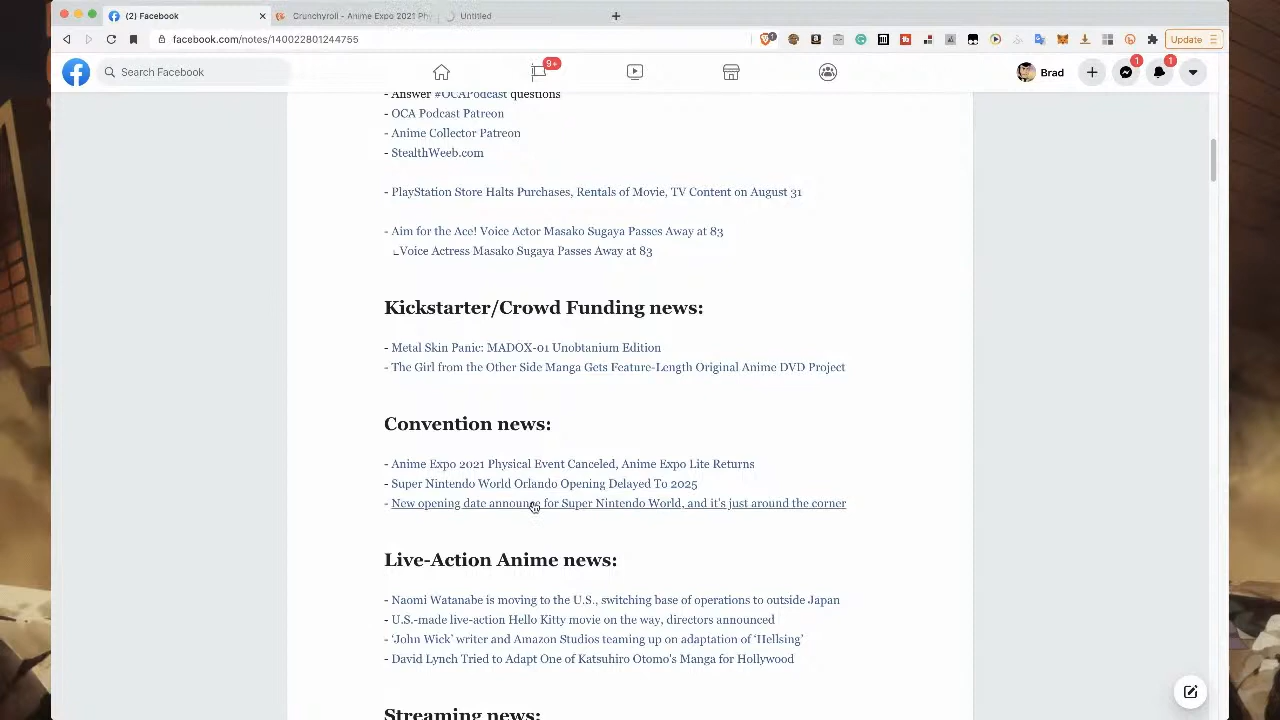 (2) Facebook
Crunchyroll - Anime Expo 2021 Ph
Untitled
facebook.com/notes/140022801244755
1
Update
Search Facebook
9+
Brad
1
1
- Answer #OCAPodcast questions
- OCA Podcast Patreon
- Anime Collector Patreon
- StealthWeeb.com
- PlayStation Store Halts Purchases, Rentals of Movie, TV Content on August 31
- Aim for the Ace! Voice Actor Masako Sugaya Passes Away at 83
∟Voice Actress Masako Sugaya Passes Away at 83
Kickstarter/Crowd Funding news:
- Metal Skin Panic: MADOX-01 Unobtanium Edition
- The Girl from the Other Side Manga Gets Feature-Length Original Anime DVD Project
Convention news:
- Anime Expo 2021 Physical Event Canceled, Anime Expo Lite Returns
- Super Nintendo World Orlando Opening Delayed To 2025
- New opening date announce for Super Nintendo World, and it's just around the corner
Live-Action Anime news:
- Naomi Watanabe is moving to the U.S., switching base of operations to outside Japan
- U.S.-made live-action Hello Kitty movie on the way, directors announced
- ‘John Wick’ writer and Amazon Studios teaming up on adaptation of ‘Hellsing’
- David Lynch Tried to Adapt One of Katsuhiro Otomo's Manga for Hollywood
Streaming news: